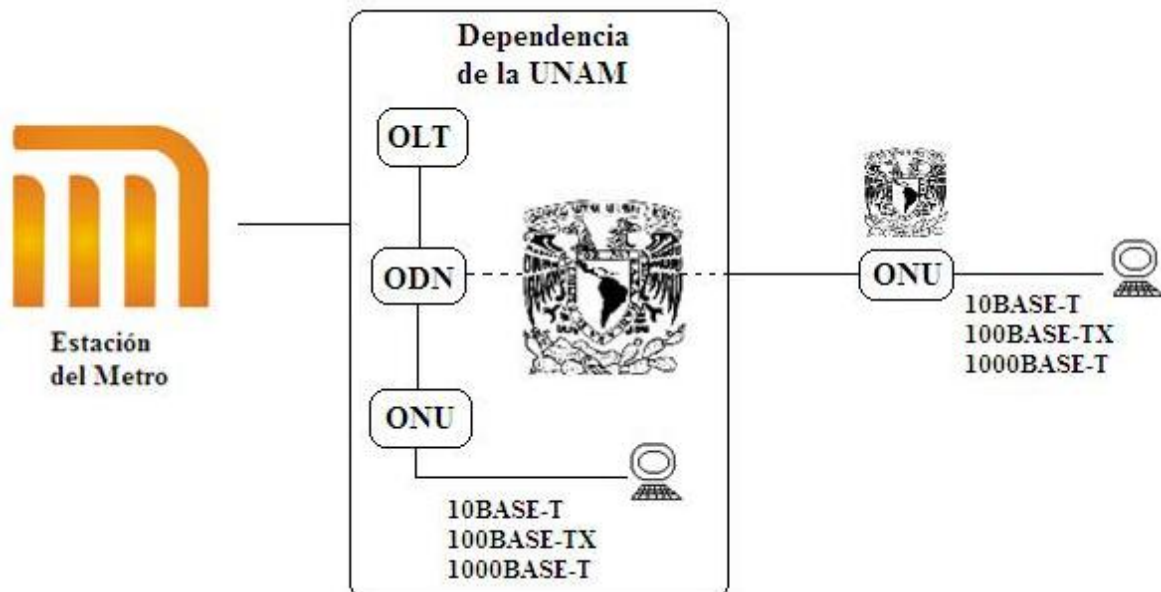 Dependencia
de la UNAM
OLT
ODN
ONU
10BASE-T
100BASE-TX
1000BASE-T
Estación
del Metro
ONU
10BASE-T
100BASE-TX
1000BASE-T